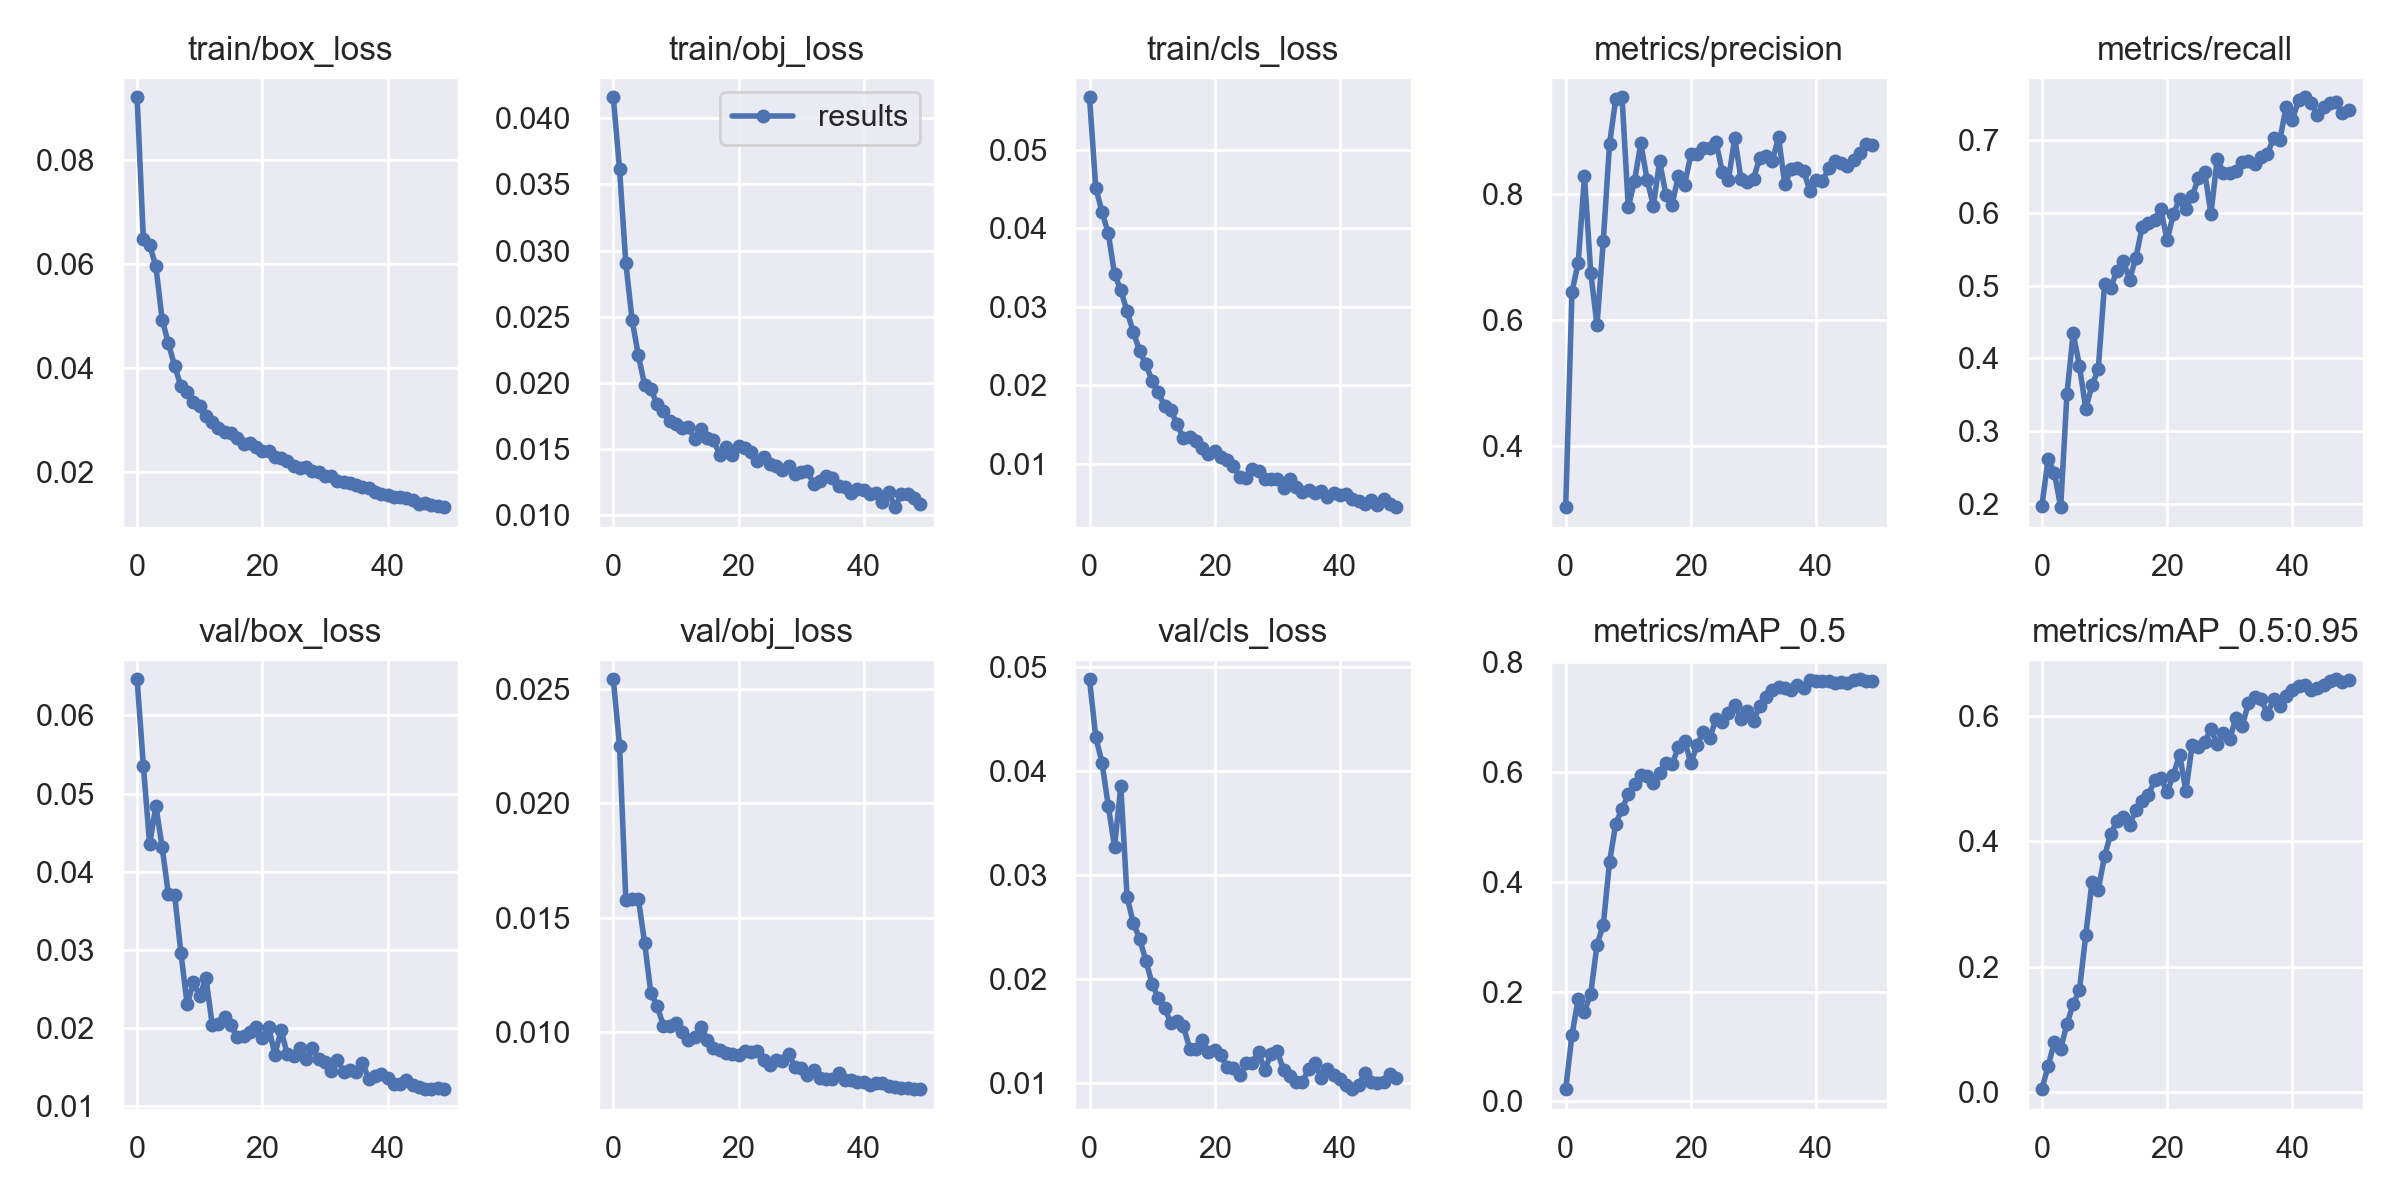 train/box_loss
0.08
0.06
0.04
0.02
0 20 40
train/obj_loss
results
0.040
0.035
0.030
0.025
0.020
0.015
0.010
0 20 40
train/cls_loss
0.05
0.04
0.03
0.02
0.01
0 20 40
metrics/precision
0.8
0.6
0.4
0 20 40
metrics/recall
0.7
0.6
0.5
0.4
0.3
0.2
0 20 40
val/box_loss
0.06
0.05
0.04
0.03
0.02
0.01
0 20 40
val/obj_loss
0.025
0.020
0.015
0.010
0 20 40
val/cls_loss
0.05
0.04
0.03
0.02
0.01
0 20 40
metrics/mAP_0.5
0.8
0.6
0.4
0.2
0.0
0 20 40
metrics/mAP_0.5:0.95
0.6
0.4
0.2
0.0
0 20 40